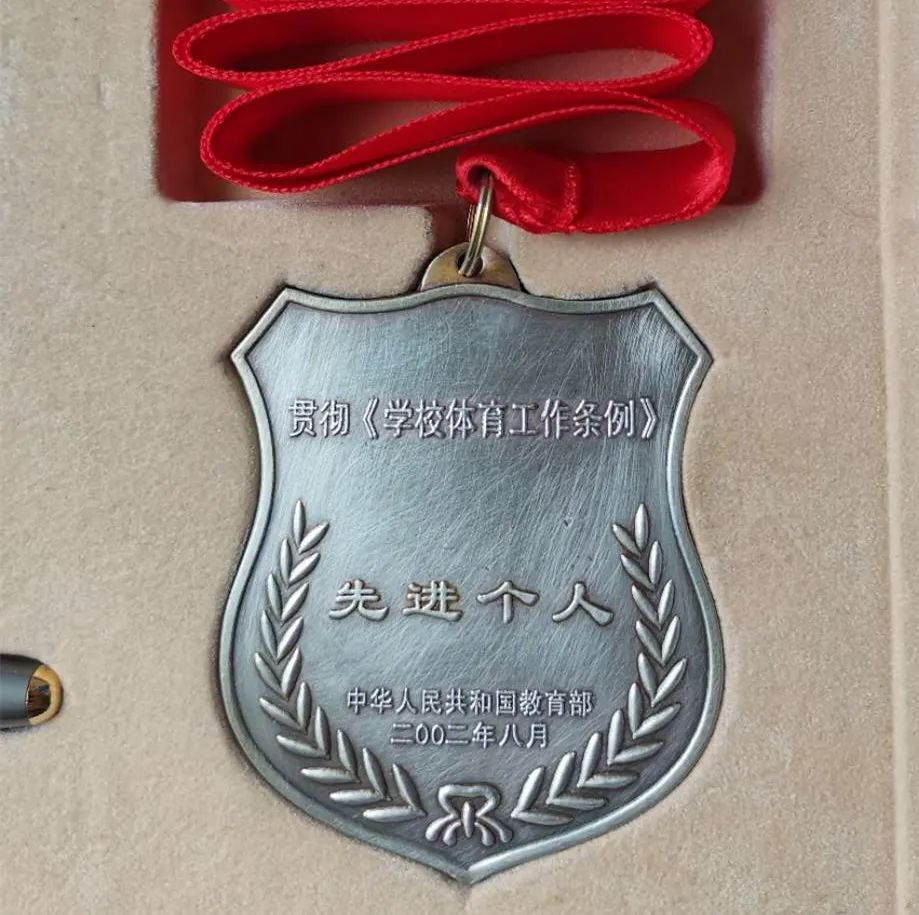 贯彻《学校体育工作条例》
先进个人
中华人民共和国教育部
二00二年八月